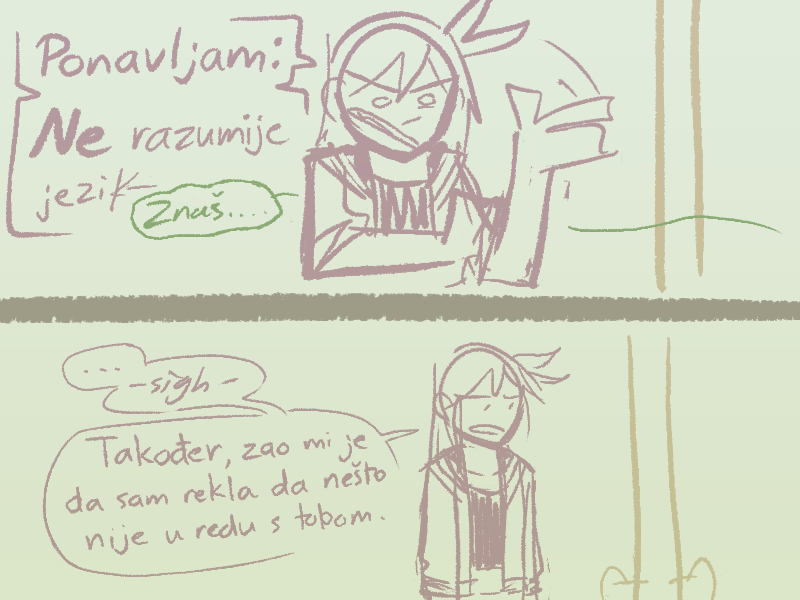 Ponavljam:
Ne razumije
jezik—
Znaš....
...
-sigh-
Također, zao mi je
da sam rekla da nešto
nije u redu s tobom.